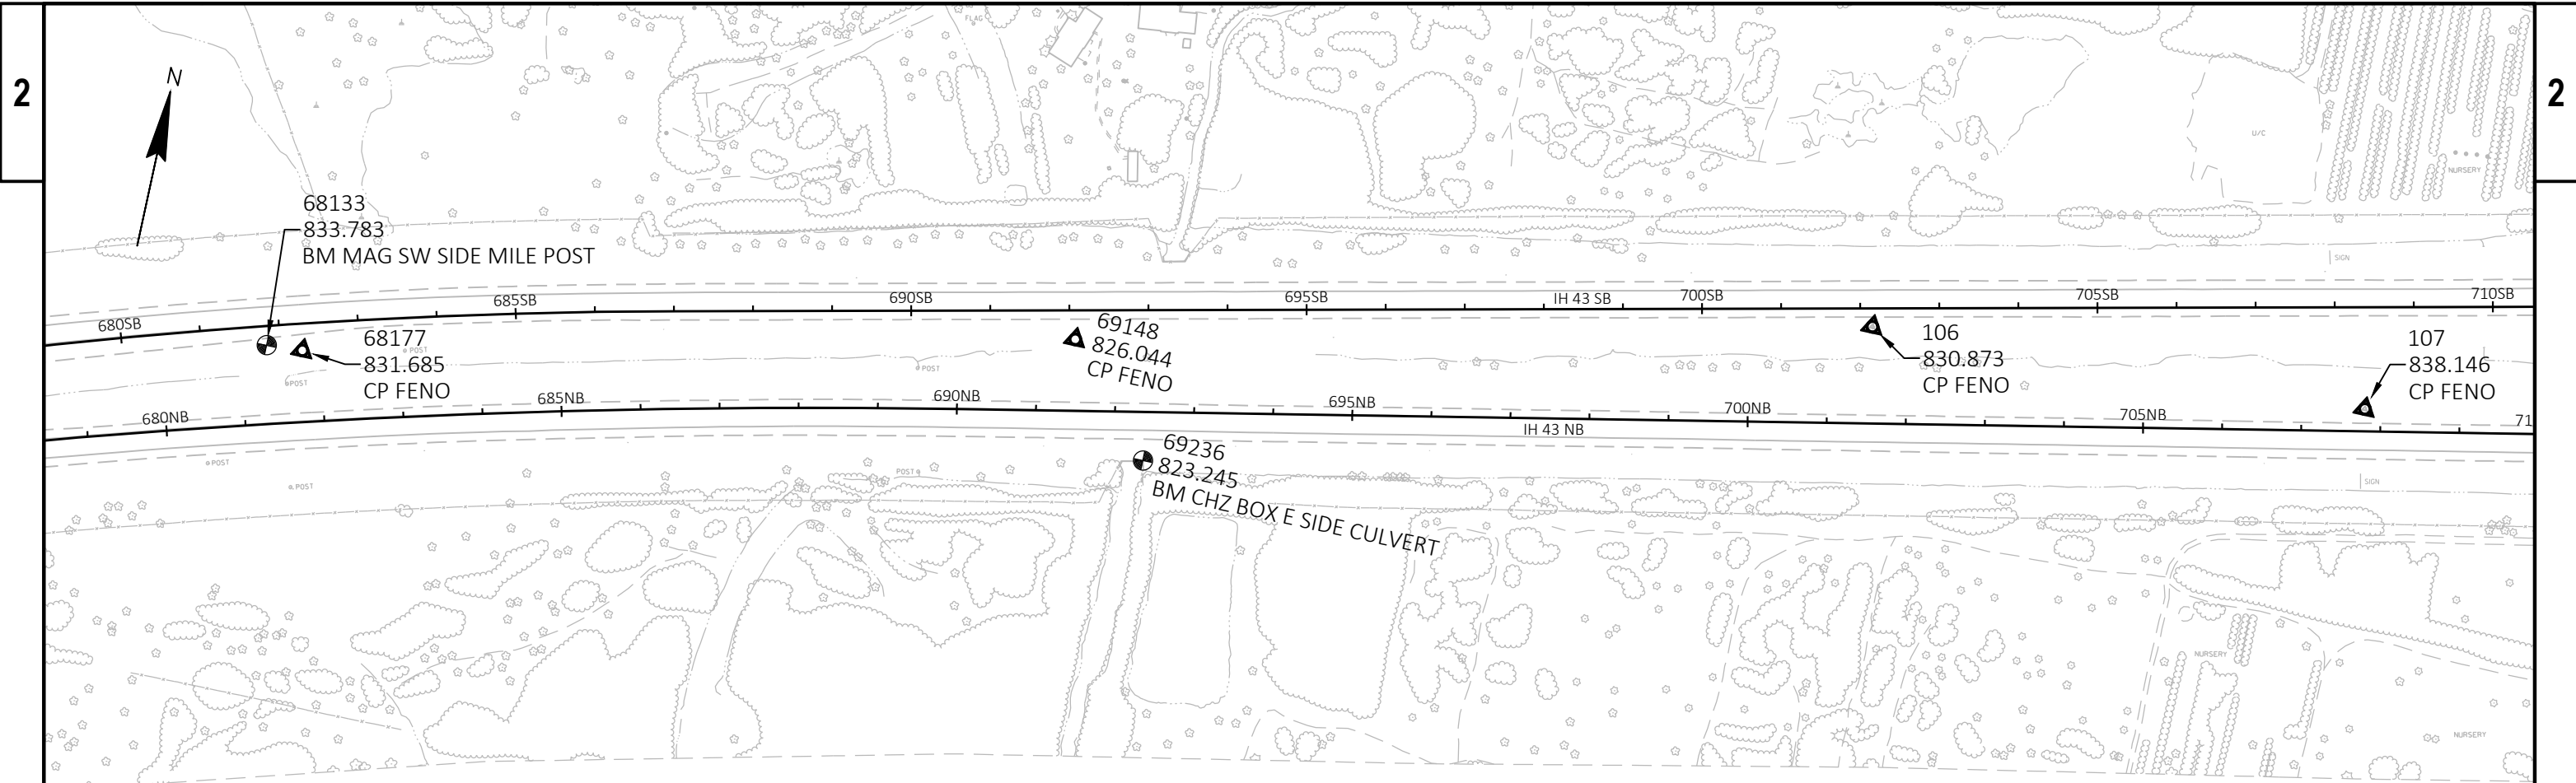 2
2
FLAG
N
U/C
NURSERY
68133
833.783
BM MAG SW SIDE MILE POST
SIGN
680SB
685SB
690SB
695SB
IH 43 SB
700SB
705SB
710SB
68177
831.685
CP FENO
POST
POST
69148
826.044
CP FENO
POST
106
830.873
CP FENO
107
838.146
CP FENO
680NB
685NB
690NB
695NB
IH 43 NB
700NB
705NB
71
POST
POST
POST
69236
823.245
BM CHZ BOX E SIDE CULVERT
SIGN
NURSERY
NURSERY